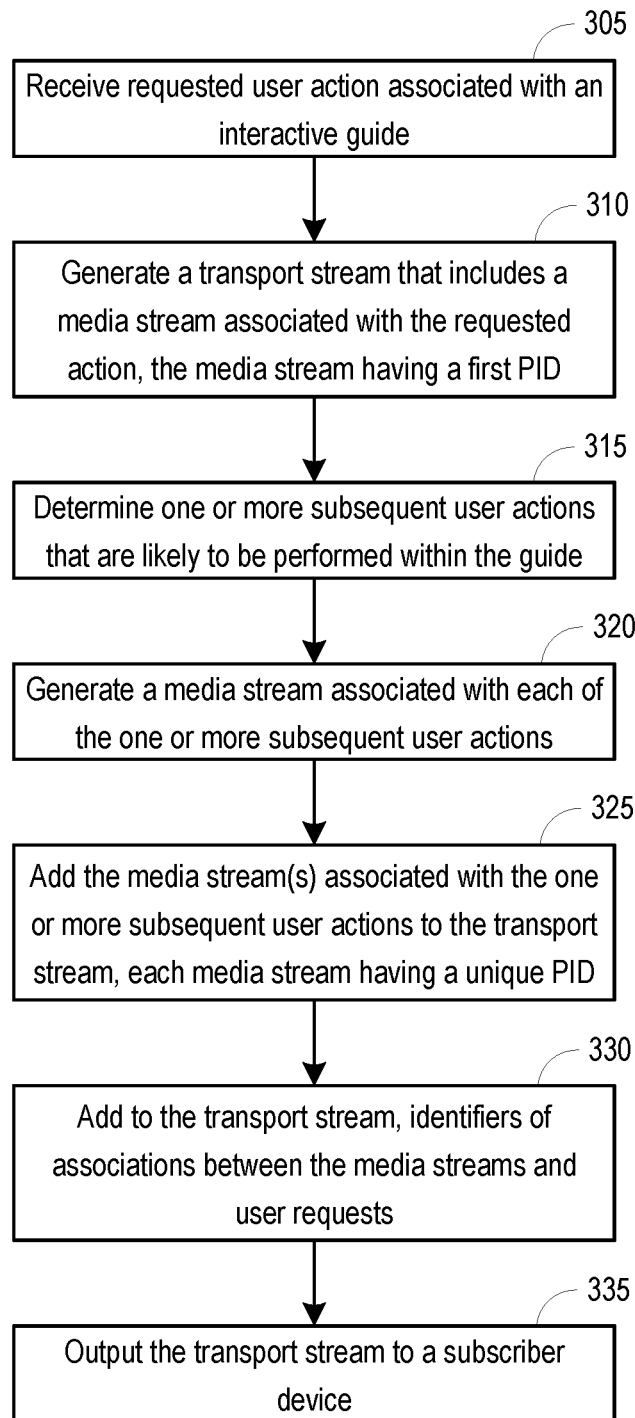 305
Receive requested user action associated with an
interactive guide
310
Generate a transport stream that includes a
media stream associated with the requested
action, the media stream having a first PID
315
Determine one or more subsequent user actions
that are likely to be performed within the guide
320
Generate a media stream associated with each of
the one or more subsequent user actions
325
Add the media stream(s) associated with the one
or more subsequent user actions to the transport
stream, each media stream having a unique PID
330
Add to the transport stream, identifiers of
associations between the media streams and
user requests
335
Output the transport stream to a subscriber
device